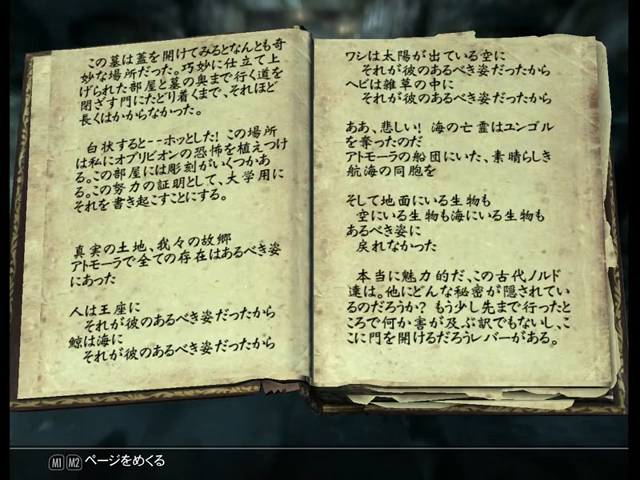 この墓は蓋を開けてみるとなんとも奇
妙な場所だった。巧妙に仕立て上
げられた部屋と墓の奥まで行く道を
閉ざす門にたどり着くまで、それほど
長くはかからなかった。
白状すると--ホッとした! この場所
は私にオブリビオンの恐怖を植えつけ
る。この部屋には彫刻がいくつかあ
る。この努力の証明として、大学用に
それを書き起こすことにする。
真実の土地、我々の故郷
アトモーラで全ての存在はあるべき姿
にあった
人は王座に
それが彼のあるべき姿だったから
鯨は海に
それが彼のあるべき姿だったから
ワシは太陽が出ている空に
それが彼のあるべき姿だったから
ヘビは雑草の中に
それが彼のあるべき姿だったから
ああ、悲しい! 海の亡霊はユンゴル
を奪ったのだ
アトモーラの船団にいた、素晴らしき
航海の同胞を
そして地面にいる生物も
空にいる生物も海にいる生物も
あるべき姿に
戻れなかった
本当に魅力的だ、この古代ノルド
達は。他にどんな秘密が隠されてい
るのだろうか? もう少し先まで行ったと
ころで何か害が及ぶ訳でもないし、こ
こに門を開けるだろうレバーがある。
M1 M2 ページをめくる